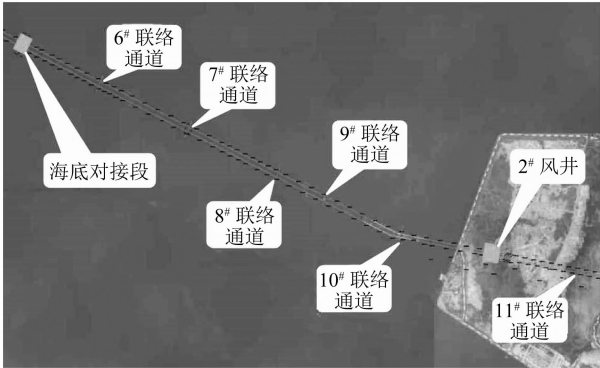 6# 联络
通道
7# 联络
通道
9# 联络
通道
2# 风井
海底对接段
8# 联络
通道
10# 联络
通道
11# 联络
通道